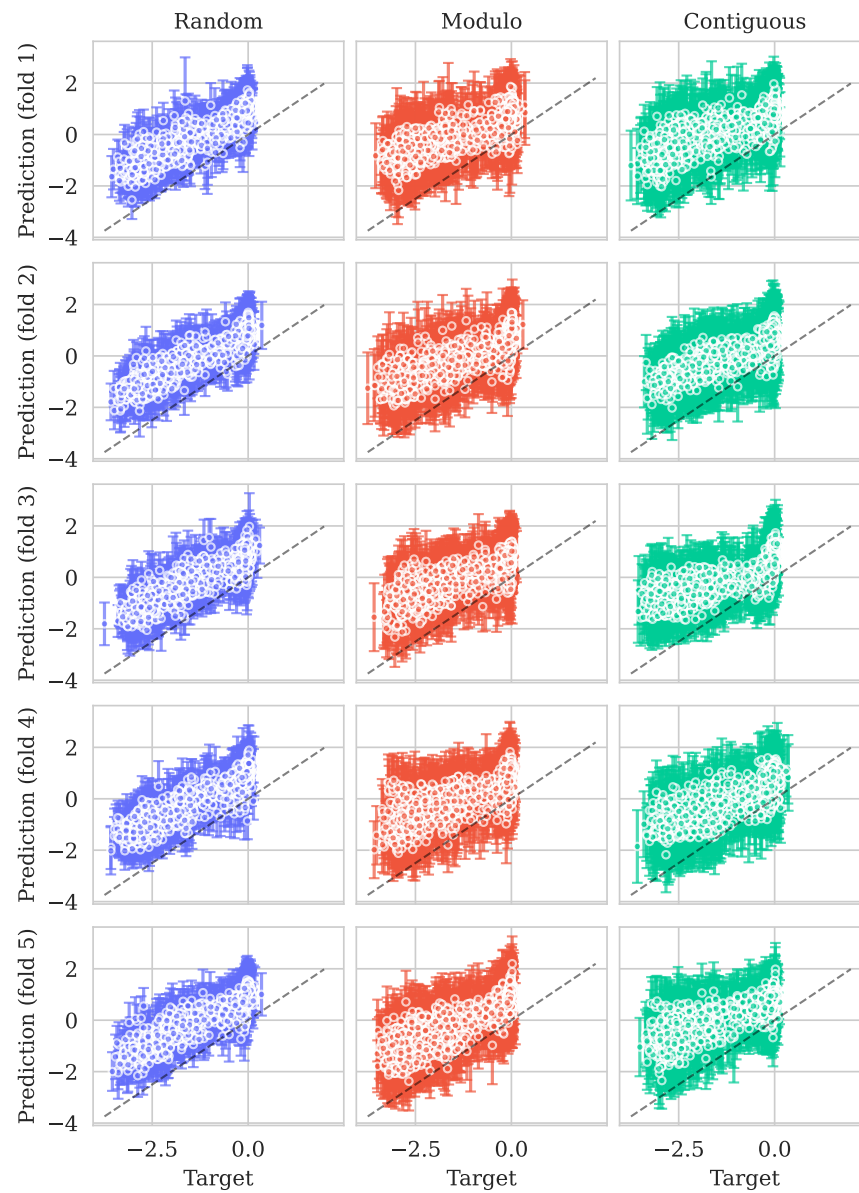 Random Modulo Contiguous
Prediction (fold 1)
2
0
−2
−4
Prediction (fold 2)
2
0
−2
−4
Prediction (fold 3)
2
0
−2
−4
Prediction (fold 4)
2
0
−2
−4
Prediction (fold 5)
2
0
−2
−4
−2.5 0.0 −2.5 0.0 −2.5 0.0
Target Target Target